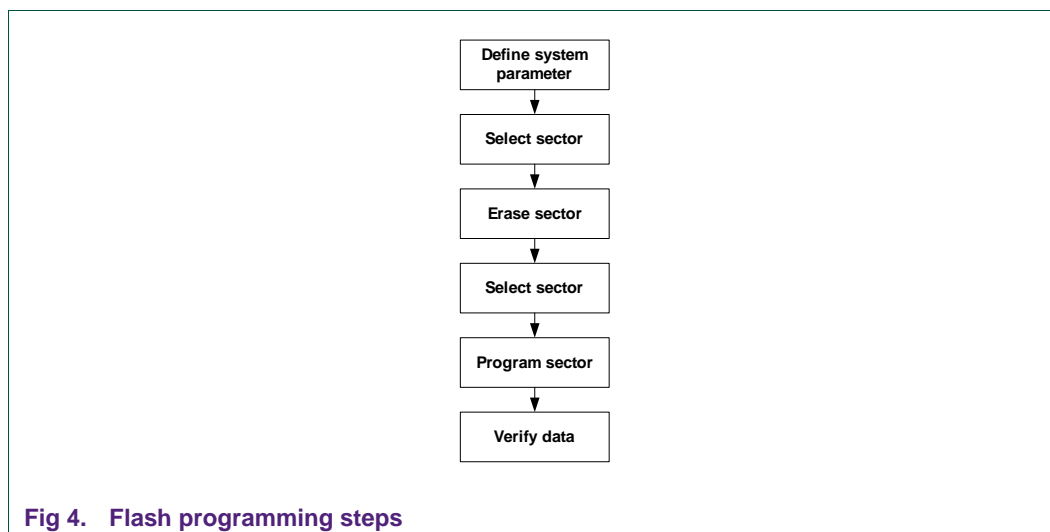 Define system
parameter
Select sector
Erase sector
Select sector
Program sector
Verify data
Fig 4. Flash programming steps